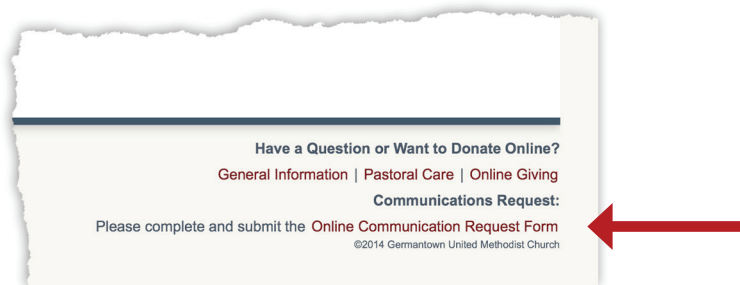 Have a Question or Want to Donate Online?
General Information | Pastoral Care | Online Giving
Communications Request:
Please complete and submit the Online Communication Request Form
©2014 Germantown United Methodist Church